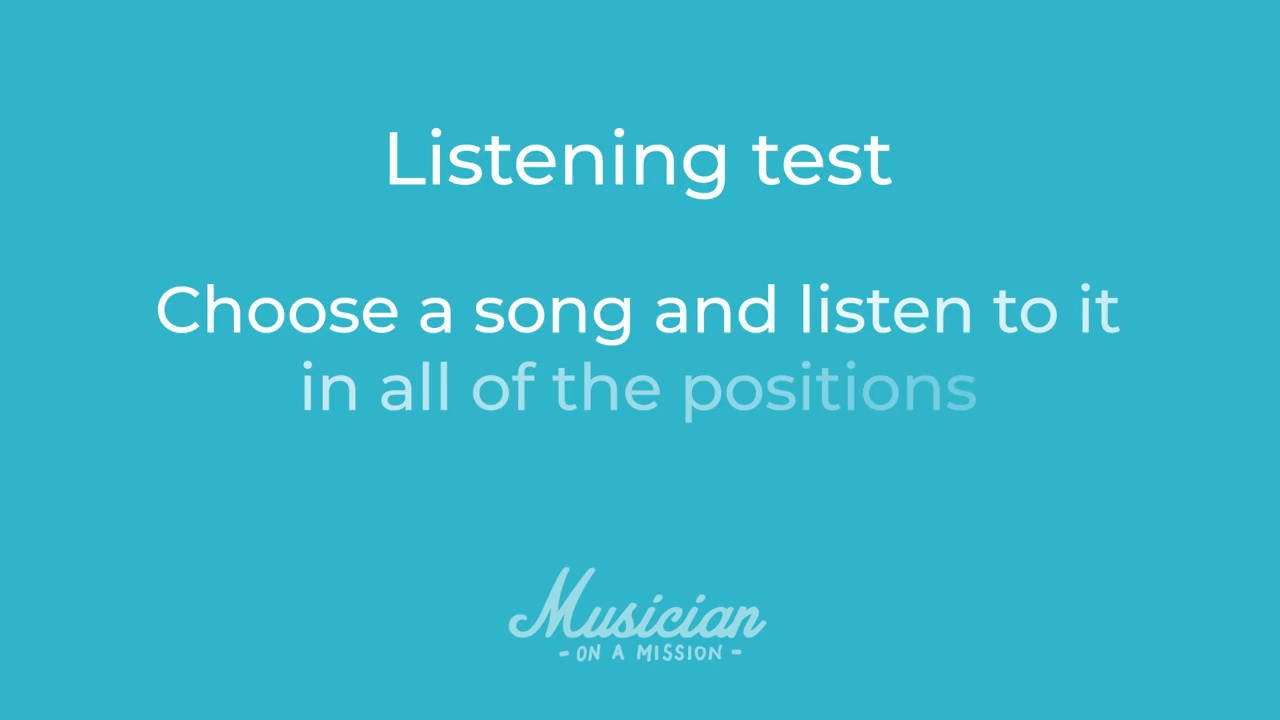 Listening test
Choose a song and listen to it
in all of the positions
Musician
- ON A MISSION -